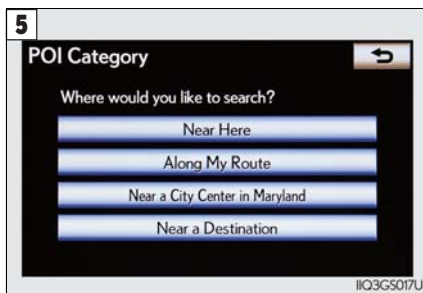 5
POI Category
Where would you like to search?
Near Here
Along My Route
Near a City Center in Maryland
Near a Destination
IIQ3GS017U